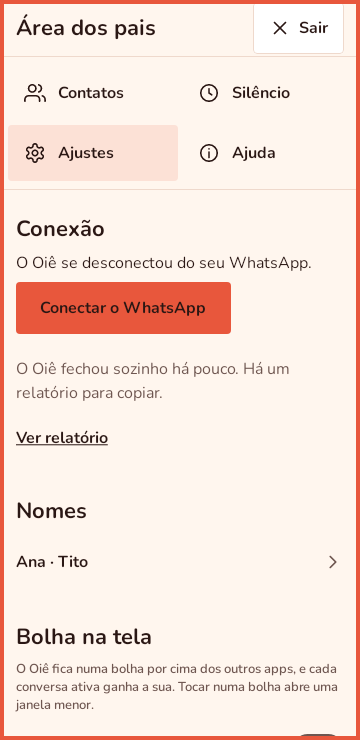 Área dos pais
Sair
Contatos
Silêncio
Ajustes
Ajuda
Conexão
O Oiê se desconectou do seu WhatsApp.
Conectar o WhatsApp
O Oiê fechou sozinho há pouco. Há um
relatório para copiar.
Ver relatório
Nomes
Ana · Tito
Bolha na tela
O Oiê fica numa bolha por cima dos outros apps, e cada
conversa ativa ganha a sua. Tocar numa bolha abre uma
janela menor.